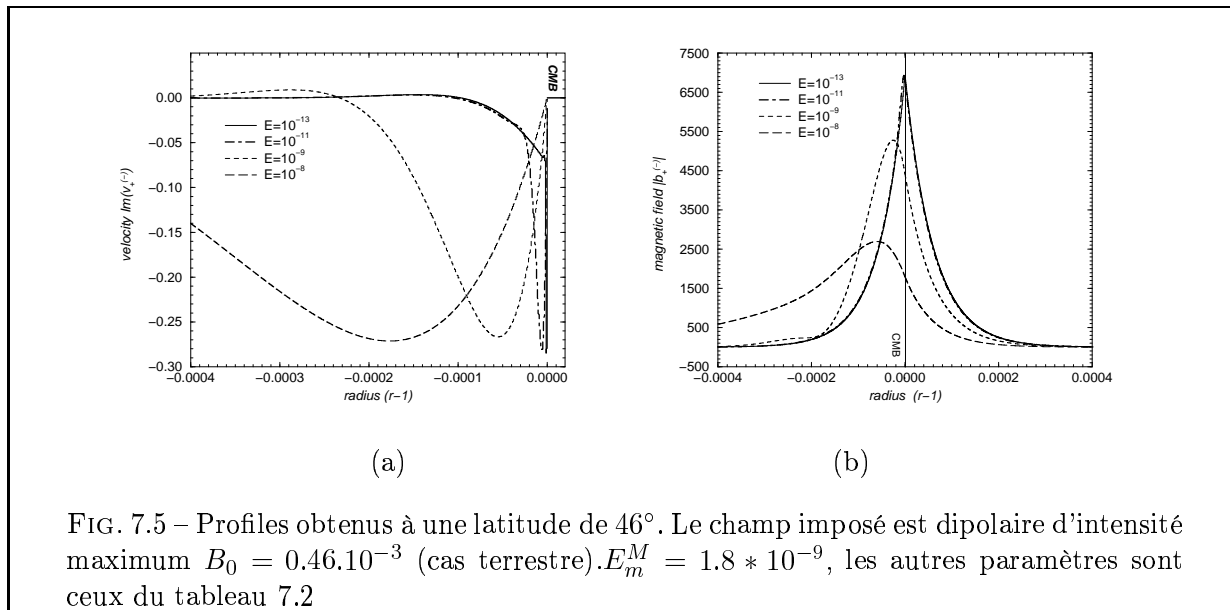 CMB
0.00
−0.05
−0.10
−0.15
−0.20
−0.25
−0.30
velocity Im(v₊⁽⁻⁾)
E=10⁻¹³
E=10⁻¹¹
E=10⁻⁹
E=10⁻⁸
−0.0004 −0.0003 −0.0002 −0.0001 0.0000
radius (r−1)
(a)
7500
6500
5500
4500
3500
2500
1500
500
−500
magnetic field |b₊⁽⁻⁾|
E=10⁻¹³
E=10⁻¹¹
E=10⁻⁹
E=10⁻⁸
CMB
−0.0004 −0.0002 0.0000 0.0002 0.0004
radius (r−1)
(b)
FIG. 7.5 – Profiles obtenus à une latitude de 46°. Le champ imposé est dipolaire d'intensité
maximum B₀ = 0.46.10⁻³ (cas terrestre).Eₘᴹ = 1.8 * 10⁻⁹, les autres paramètres sont
ceux du tableau 7.2